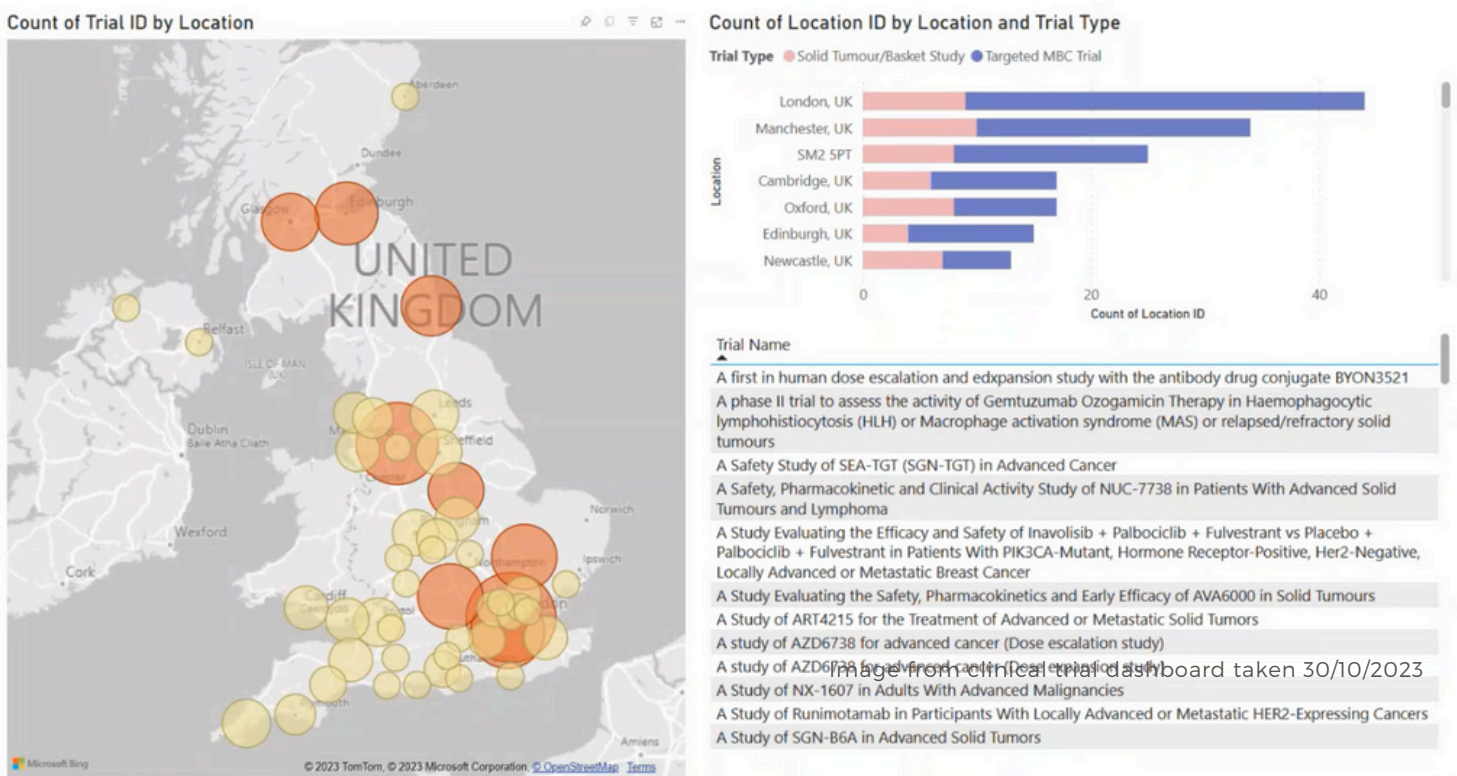 Count of Trial ID by Location
Aberdeen
Dundee
Glasgow
Edinburgh
UNITED
KINGDOM
Belfast
ISLE OF MAN
(UK)
Leeds
Dublin
Baile Átha Cliath
Sheffield
Norwich
Wexford
Ipswich
Cork
Cardiff
Amiens
Microsoft Bing
© 2023 TomTom, © 2023 Microsoft Corporation, © OpenStreetMap Terms
Count of Location ID by Location and Trial Type
Trial Type Solid Tumour/Basket Study Targeted MBC Trial
Location
London, UK
Manchester, UK
SM2 5PT
Cambridge, UK
Oxford, UK
Edinburgh, UK
Newcastle, UK
0 20 40
Count of Location ID
Trial Name
A first in human dose escalation and edxpansion study with the antibody drug conjugate BYON3521
A phase II trial to assess the activity of Gemtuzumab Ozogamicin Therapy in Haemophagocytic
lymphohistiocytosis (HLH) or Macrophage activation syndrome (MAS) or relapsed/refractory solid
tumours
A Safety Study of SEA-TGT (SGN-TGT) in Advanced Cancer
A Safety, Pharmacokinetic and Clinical Activity Study of NUC-7738 in Patients With Advanced Solid
Tumours and Lymphoma
A Study Evaluating the Efficacy and Safety of Inavolisib + Palbociclib + Fulvestrant vs Placebo +
Palbociclib + Fulvestrant in Patients With PIK3CA-Mutant, Hormone Receptor-Positive, Her2-Negative,
Locally Advanced or Metastatic Breast Cancer
A Study Evaluating the Safety, Pharmacokinetics and Early Efficacy of AVA6000 in Solid Tumours
A Study of ART4215 for the Treatment of Advanced or Metastatic Solid Tumors
A study of AZD6738 for advanced cancer (Dose escalation study)
A study of AZD6738 for advanced cancer (Dose expansion study)
Image from clinical trial dashboard taken 30/10/2023
A Study of NX-1607 in Adults With Advanced Malignancies
A Study of Runimotamab in Participants With Locally Advanced or Metastatic HER2-Expressing Cancers
A Study of SGN-B6A in Advanced Solid Tumors